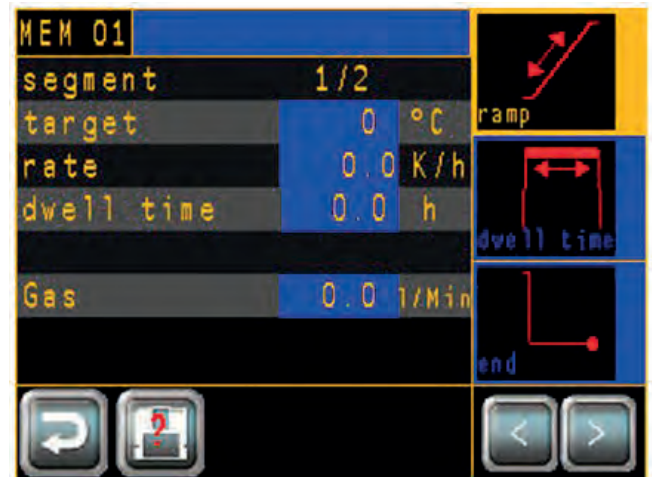 MEM 01
segment 1/2
target 0 °C
rate 0.0 K/h
dwell time 0.0 h
Gas 0.0 l/Min
ramp
dwell time
end
?
< >